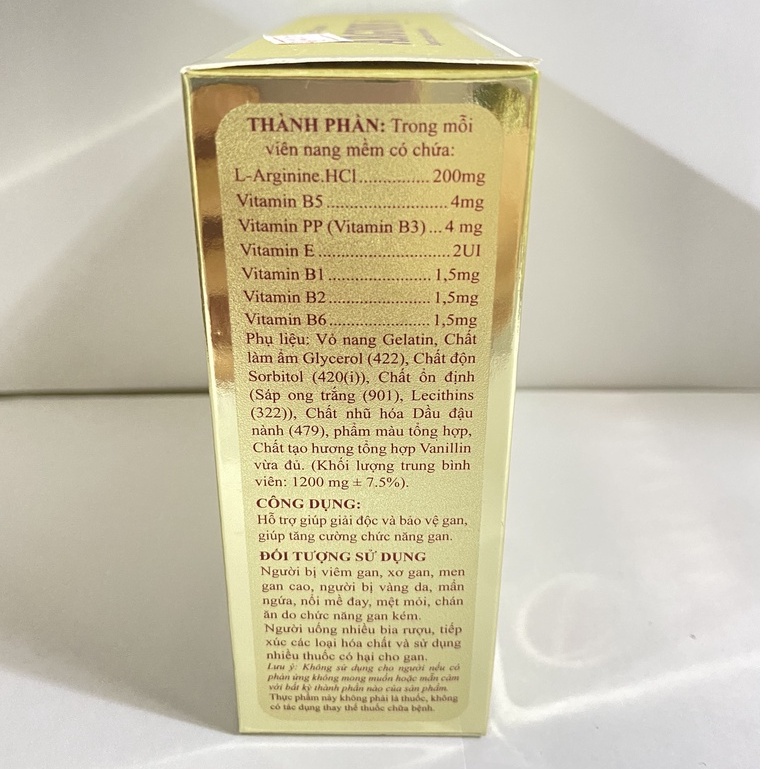 THÀNH PHẦN: Trong mỗi
viên nang mềm có chứa:
L-Arginine.HCl................ 200mg
Vitamin B5........................... 4mg
Vitamin PP (Vitamin B3)... 4 mg
Vitamin E ..............................2UI
Vitamin B1 ....................... 1,5mg
Vitamin B2 ....................... 1,5mg
Vitamin B6....................... 1,5mg
Phụ liệu: Vỏ nang Gelatin, Chất
làm ẩm Glycerol (422), Chất độn
Sorbitol (420(i)), Chất ổn định
(Sáp ong trắng (901), Lecithins
(322)), Chất nhũ hóa Dầu đậu
nành (479), phẩm màu tổng hợp,
Chất tạo hương tổng hợp Vanillin
vừa đủ. (Khối lượng trung bình
viên: 1200 mg ± 7.5%).
CÔNG DỤNG:
Hỗ trợ giúp giải độc và bảo vệ gan,
giúp tăng cường chức năng gan.
ĐỐI TƯỢNG SỬ DỤNG
Người bị viêm gan, xơ gan, men
gan cao, người bị vàng da, mẩn
ngứa, nổi mề đay, mệt mỏi, chán
ăn do chức năng gan kém.
Người uống nhiều bia rượu, tiếp
xúc các loại hóa chất và sử dụng
nhiều thuốc có hại cho gan.
Lưu ý: Không sử dụng cho người nếu có
phản ứng không mong muốn hoặc mẫn cảm
với bất kỳ thành phần nào của sản phẩm.
Thực phẩm này không phải là thuốc, không
có tác dụng thay thế thuốc chữa bệnh.